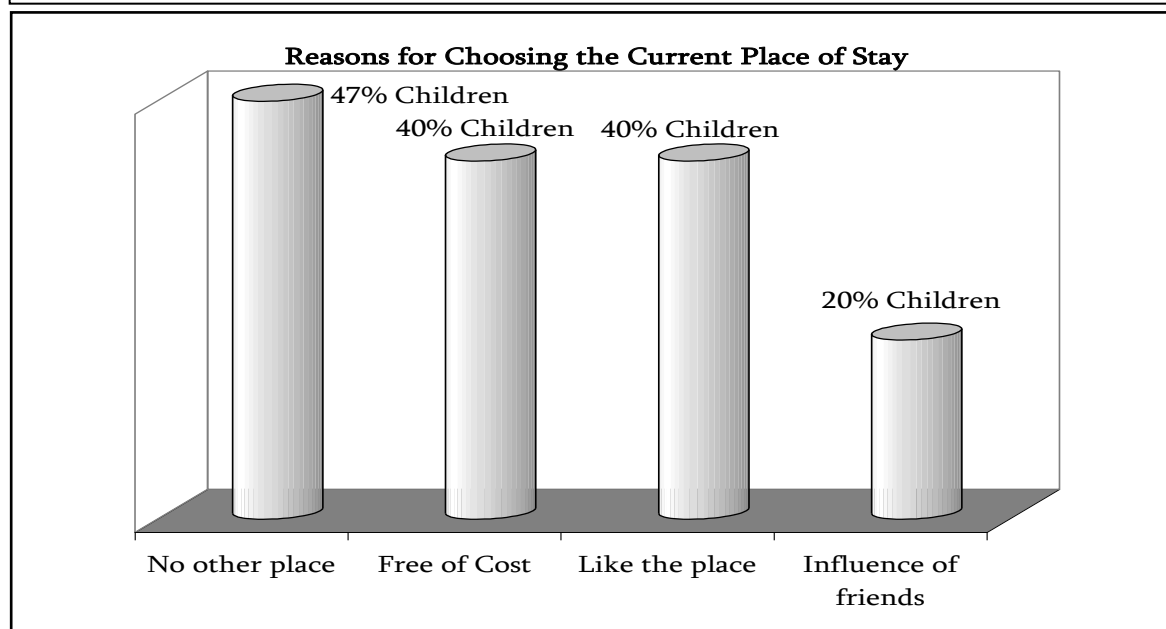 Reasons for Choosing the Current Place of Stay
47% Children
40% Children
40% Children
20% Children
No other place
Free of Cost
Like the place
Influence of
friends